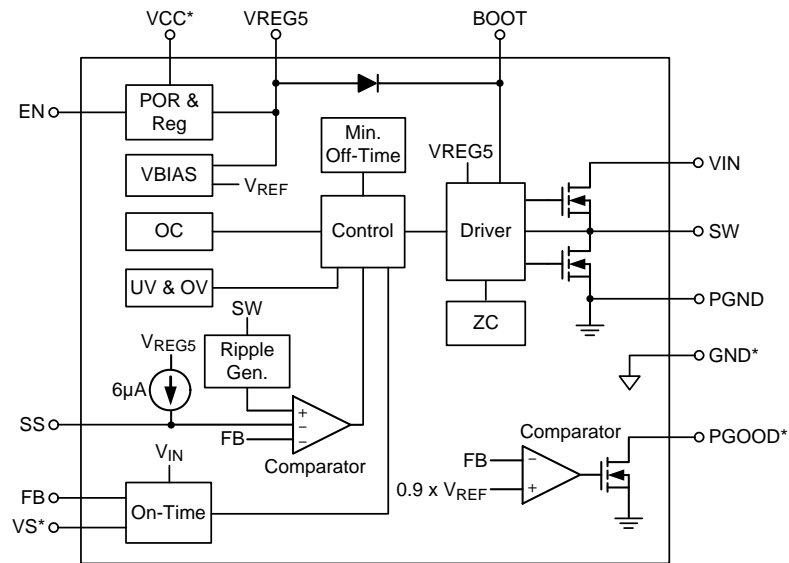 VCC*
VREG5
BOOT
EN
POR &
Reg
Min.
Off-Time
VREG5
VIN
VBIAS
VREF
OC
Control
Driver
SW
UV & OV
PGND
SW
ZC
VREG5
Ripple
Gen.
GND*
6µA
+
−
−
SS
FB
Comparator
Comparator
PGOOD*
VIN
FB
−
FB
0.9 x VREF
+
On-Time
VS*